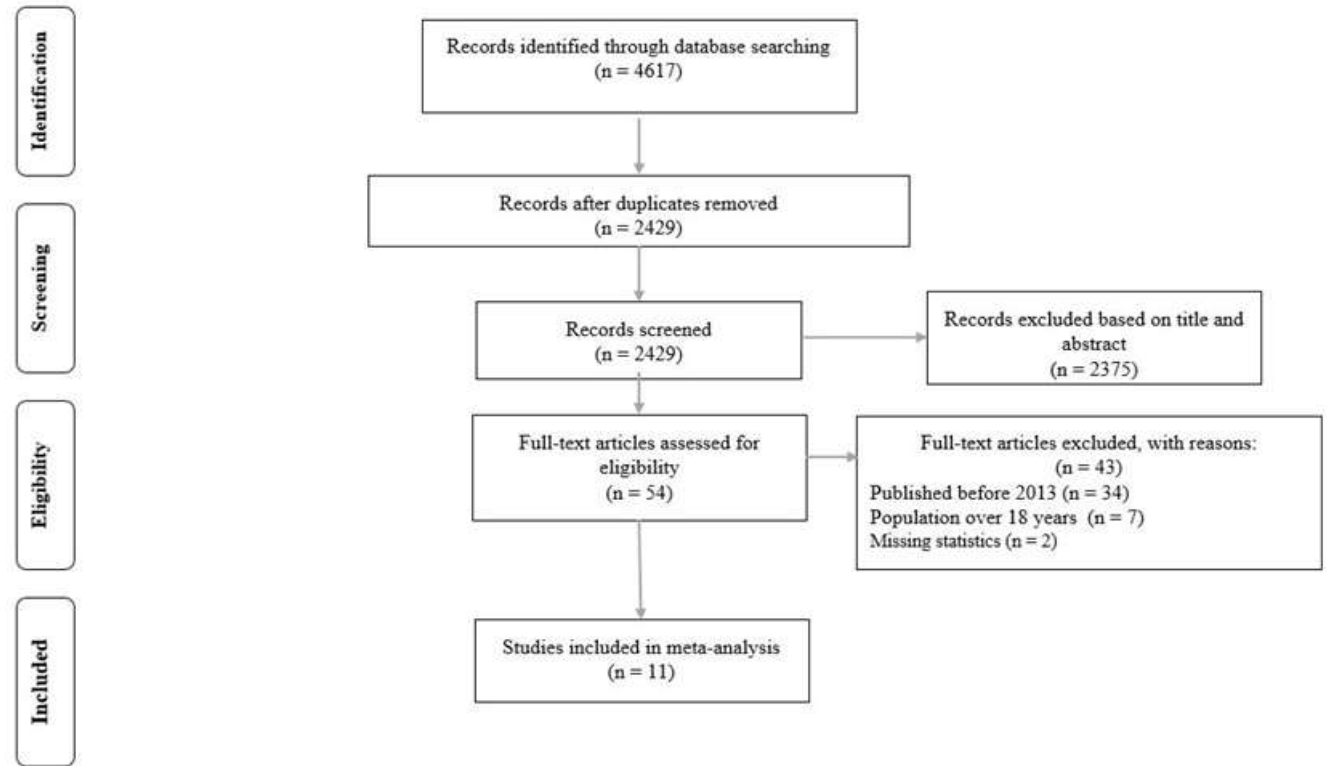 Identification
Records identified through database searching
(n = 4617)
Records after duplicates removed
(n = 2429)
Screening
Records screened
(n = 2429)
Records excluded based on title and
abstract
(n = 2375)
Eligibility
Full-text articles assessed for
eligibility
(n = 54)
Full-text articles excluded, with reasons:
(n = 43)
Published before 2013 (n = 34)
Population over 18 years (n = 7)
Missing statistics (n = 2)
Included
Studies included in meta-analysis
(n = 11)